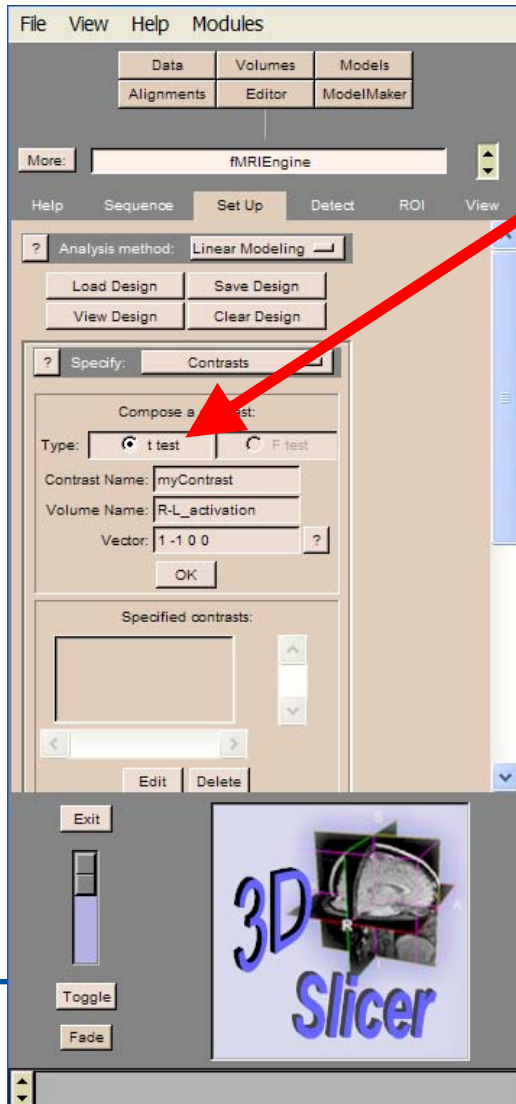 File View Help Modules
Data Volumes Models
Alignments Editor ModelMaker
More: fMRIEngine
Help Sequence Set Up Detect ROI View
? Analysis method: Linear Modeling
Load Design Save Design
View Design Clear Design
? Specify: Contrasts
Compose a
Type: t test F test
Contrast Name: myContrast
Volume Name: R-L_activation
Vector: 1 -1 0 0 ?
OK
Specified contrasts:
Edit Delete
Exit
3D
S
A
R
Slicer
Toggle
Fade